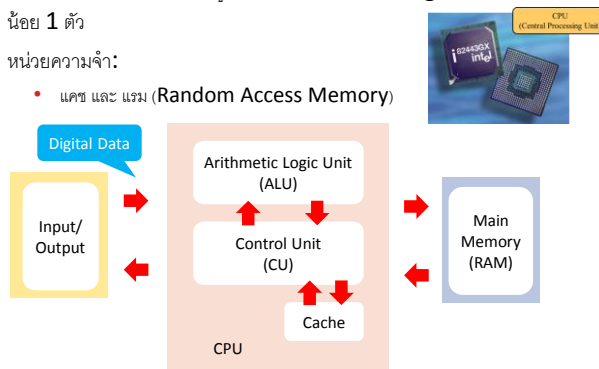 น้อย 1 ตัว
หน่วยความจำ:
• แคช และ แรม (Random Access Memory)
CPU
(Central Processing Unit
i 82443GX
intel
Digital Data
Arithmetic Logic Unit
(ALU)
Input/
Output
Control Unit
(CU)
Main
Memory
(RAM)
Cache
CPU